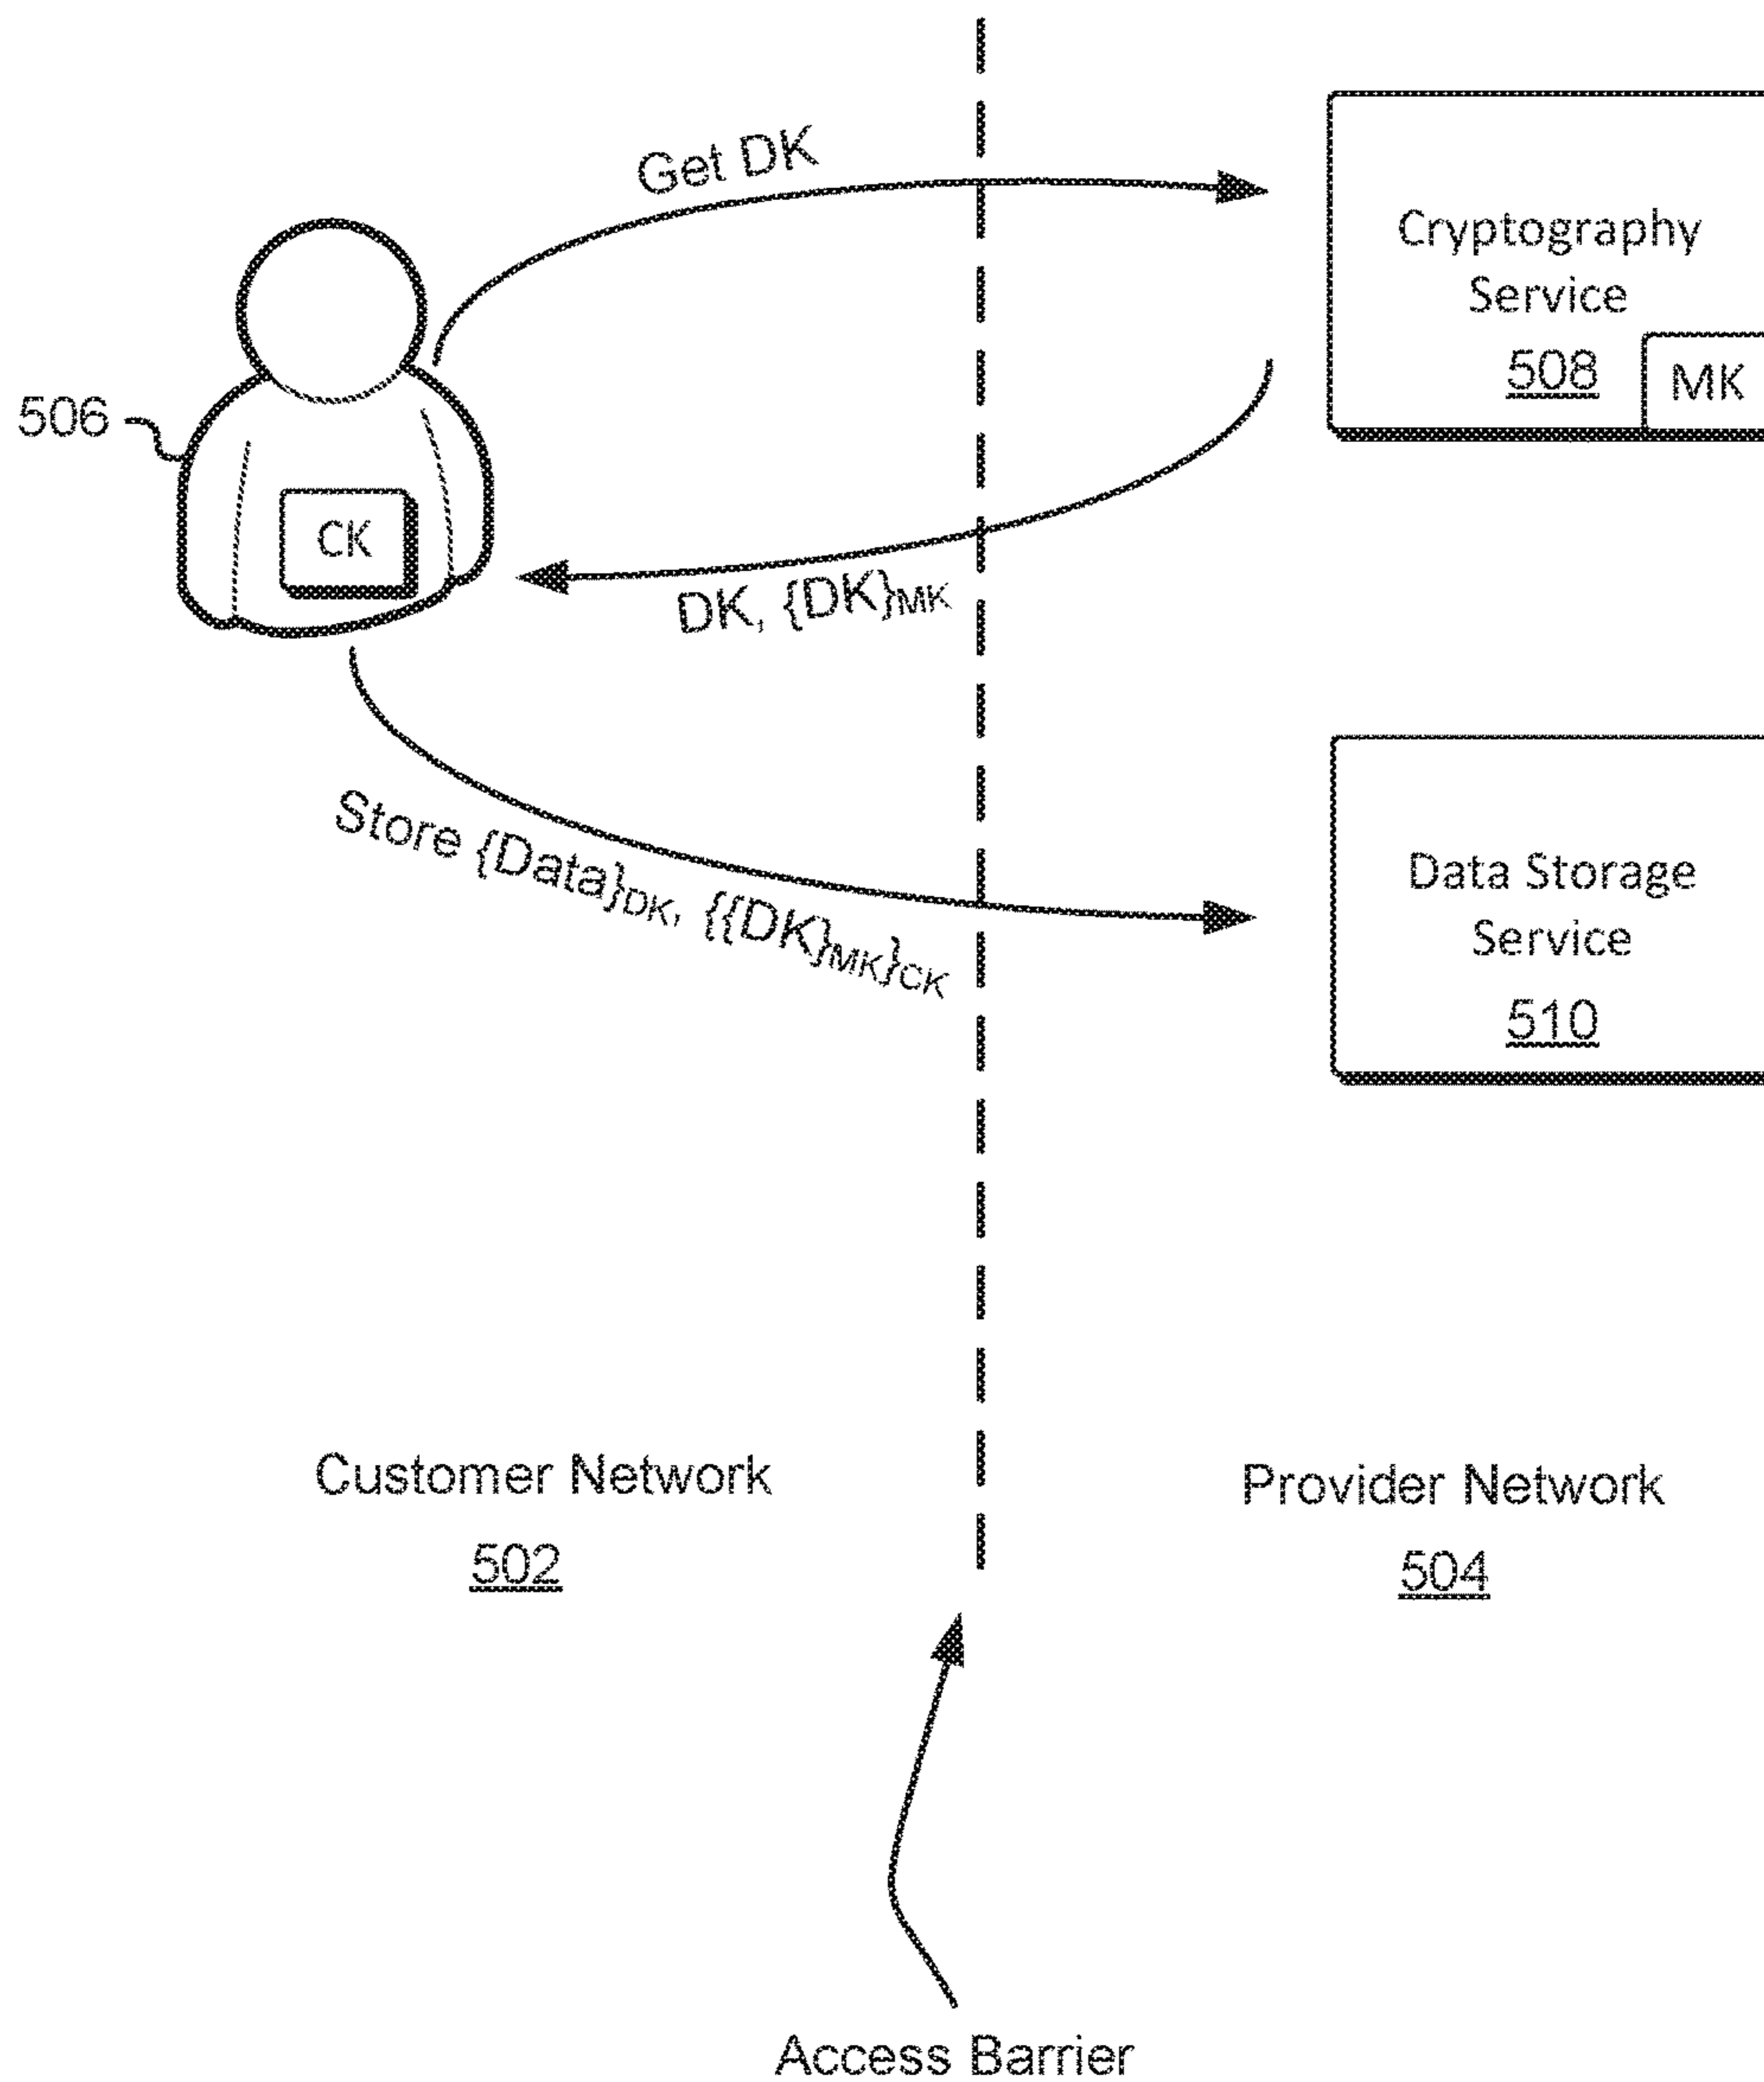 Get DK
Cryptography
Service
508
MK
506
CK
DK, {DK}MK
Store {Data}DK, {{DK}MK}CK
Data Storage
Service
510
Customer Network
502
Provider Network
504
Access Barrier